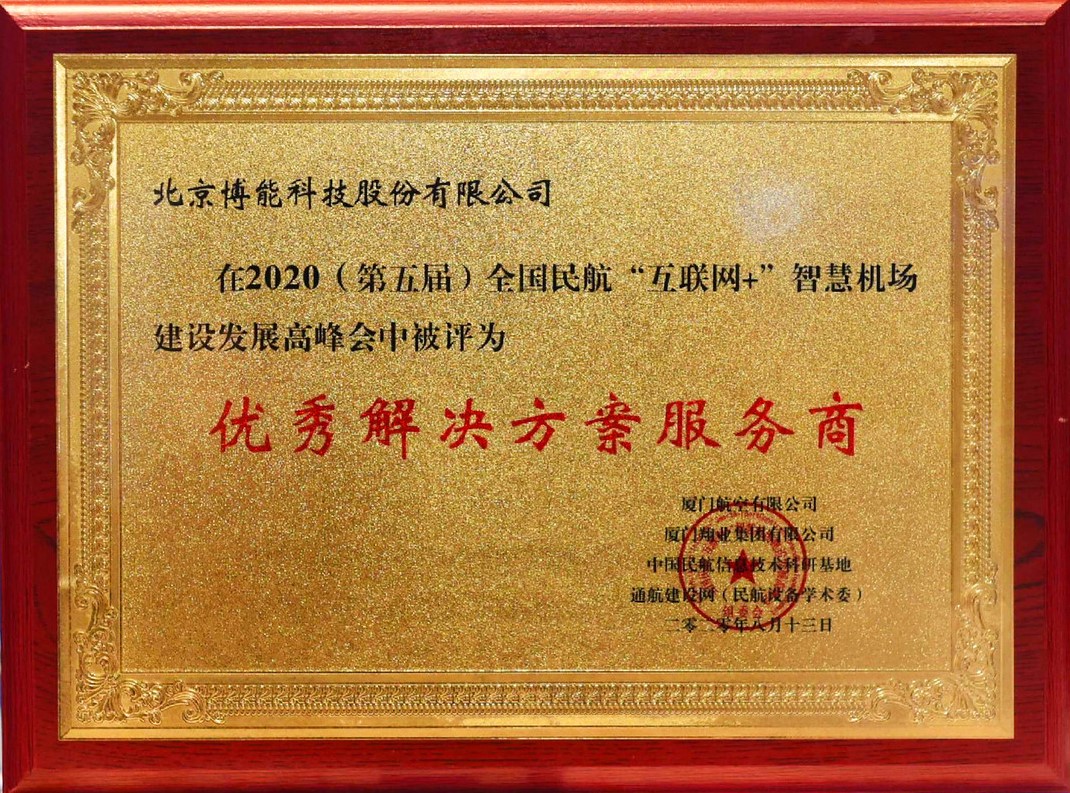 北京博能科技股份有限公司
在2020（第五届）全国民航“互联网+”智慧机场
建设发展高峰会中被评为
优秀解决方案服务商
厦门航空有限公司
厦门翔业集团有限公司
中国民航信息技术科研基地
通航建设网（民航设备学术委）
二零二零年八月十三日
组委会